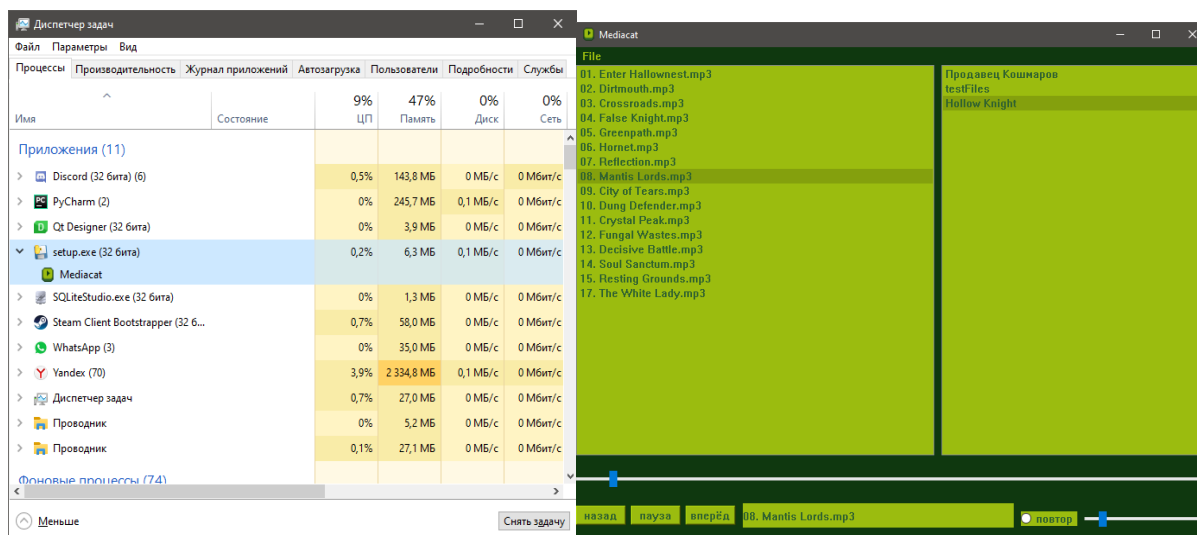 Диспетчер задач
Файл Параметры Вид
Процессы Производительность Журнал приложений Автозагрузка Пользователи Подробности Службы
9% 47% 0% 0%
Имя Состояние ЦП Память Диск Сеть
Приложения (11)
Discord (32 бита) (6) 0,5% 143,8 МБ 0 МБ/с 0 Мбит/с
PyCharm (2) 0% 245,7 МБ 0,1 МБ/с 0 Мбит/с
Qt Designer (32 бита) 0% 3,9 МБ 0 МБ/с 0 Мбит/с
setup.exe (32 бита) 0,2% 6,3 МБ 0,1 МБ/с 0 Мбит/с
Mediacat
SQLiteStudio.exe (32 бита) 0% 1,3 МБ 0 МБ/с 0 Мбит/с
Steam Client Bootstrapper (32 б... 0,7% 58,0 МБ 0 МБ/с 0 Мбит/с
WhatsApp (3) 0% 35,0 МБ 0 МБ/с 0 Мбит/с
Yandex (70) 3,9% 2 334,8 МБ 0,1 МБ/с 0 Мбит/с
Диспетчер задач 0,7% 27,0 МБ 0 МБ/с 0 Мбит/с
Проводник 0% 5,2 МБ 0 МБ/с 0 Мбит/с
Проводник 0,1% 27,1 МБ 0 МБ/с 0 Мбит/с
Фоновые процессы (74)
Меньше Снять задачу
Mediacat
File
01. Enter Hallownest.mp3
02. Dirtmouth.mp3
03. Crossroads.mp3
04. False Knight.mp3
05. Greenpath.mp3
06. Hornet.mp3
07. Reflection.mp3
08. Mantis Lords.mp3
09. City of Tears.mp3
10. Dung Defender.mp3
11. Crystal Peak.mp3
12. Fungal Wastes.mp3
13. Decisive Battle.mp3
14. Soul Sanctum.mp3
15. Resting Grounds.mp3
17. The White Lady.mp3
Продавец Кошмаров
testFiles
Hollow Knight
назад пауза вперёд 08. Mantis Lords.mp3 повтор